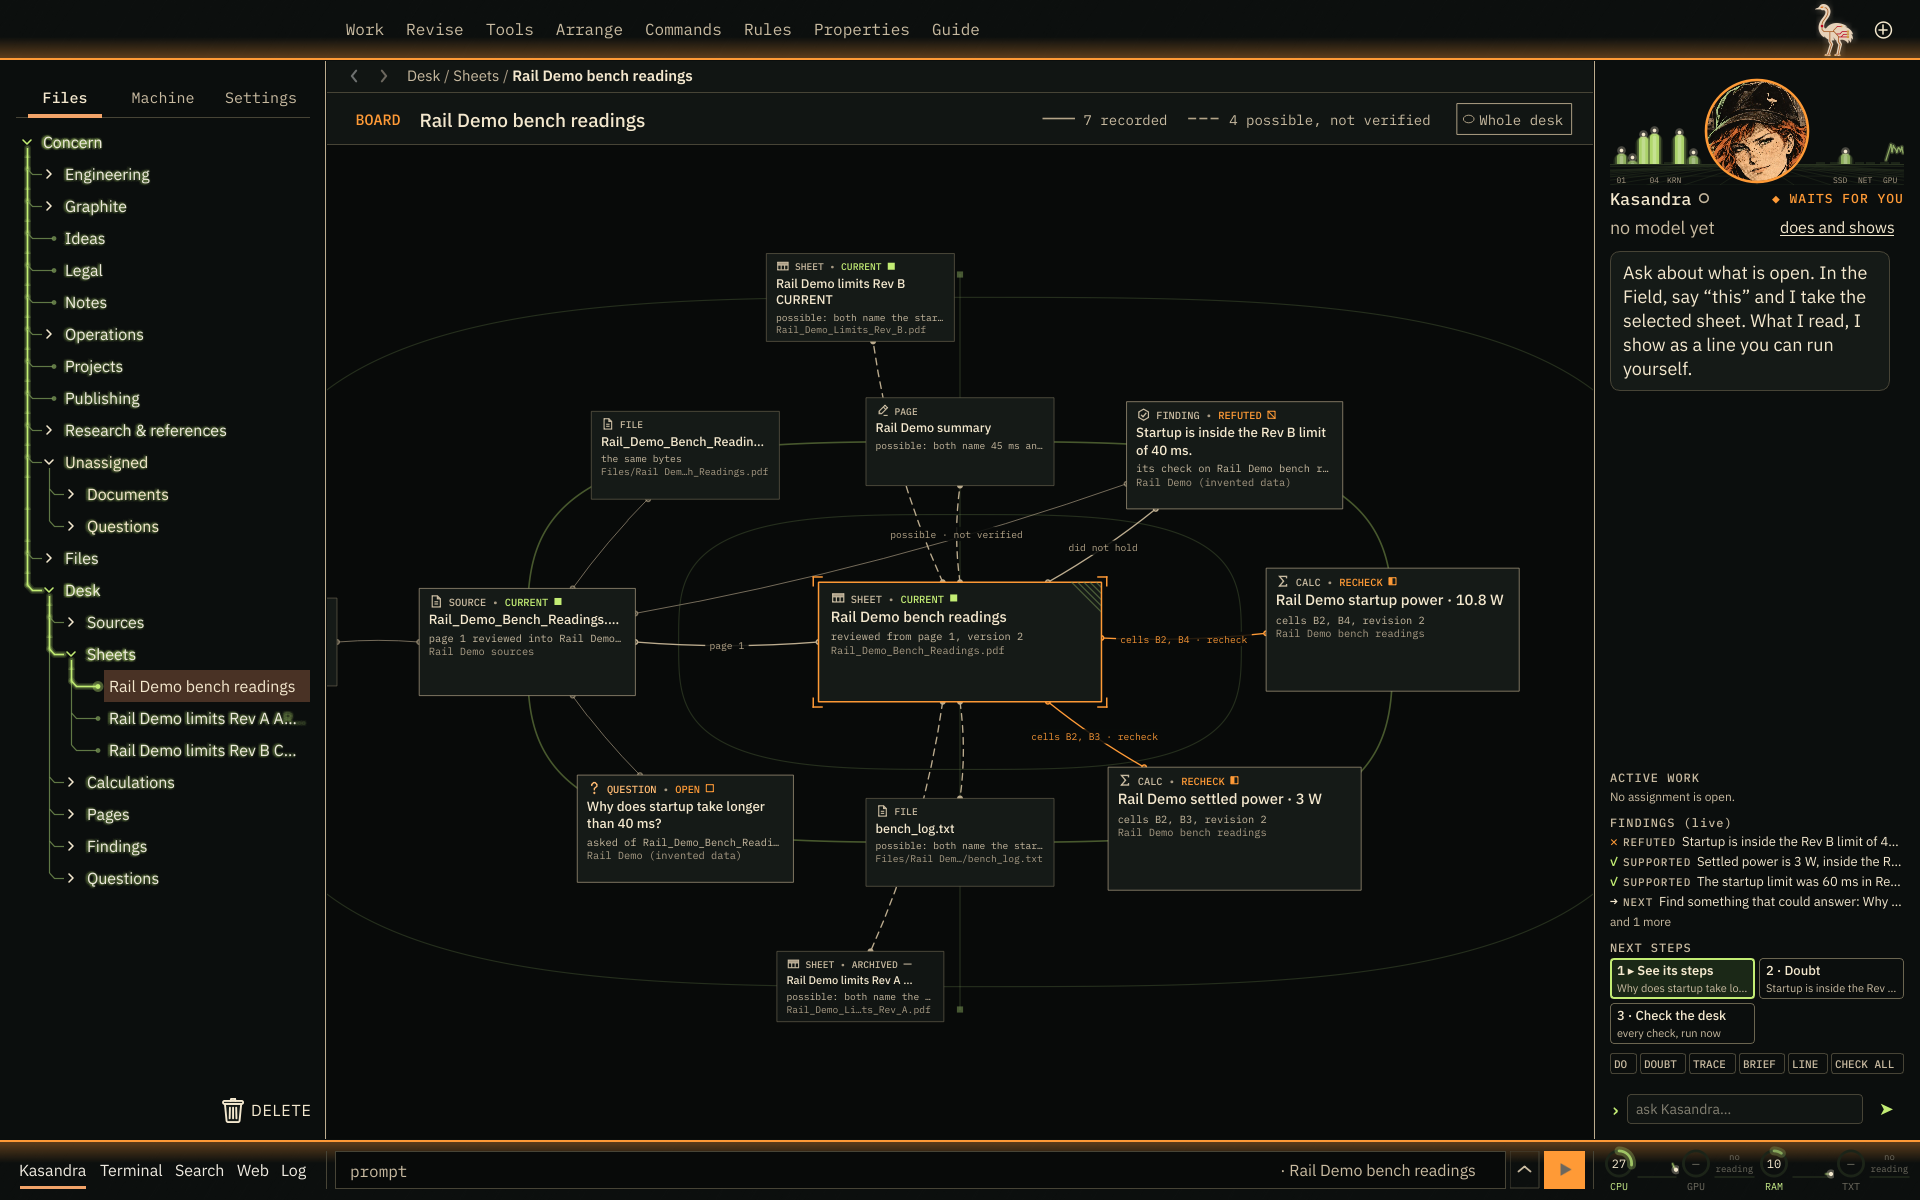 Work Revise Tools Arrange Commands Rules Properties Guide
Files Machine Settings
Concern
Engineering
Graphite
Ideas
Legal
Notes
Operations
Projects
Publishing
Research & references
Unassigned
Documents
Questions
Files
Desk
Sources
Sheets
Rail Demo bench readings
Rail Demo limits Rev A A...
Rail Demo limits Rev B C...
Calculations
Pages
Findings
Questions
DELETE
Desk / Sheets / Rail Demo bench readings
BOARD Rail Demo bench readings
7 recorded
4 possible, not verified
Whole desk
SHEET • CURRENT
Rail Demo limits Rev B
CURRENT
possible: both name the star…
Rail_Demo_Limits_Rev_B.pdf
FILE
Rail_Demo_Bench_Readin...
the same bytes
Files/Rail Dem…h_Readings.pdf
PAGE
Rail Demo summary
possible: both name 45 ms an…
FINDING • REFUTED
Startup is inside the Rev B limit
of 40 ms.
its check on Rail Demo bench r…
Rail Demo (invented data)
possible · not verified
did not hold
SOURCE • CURRENT
Rail_Demo_Bench_Readings....
page 1 reviewed into Rail Demo…
Rail Demo sources
page 1
SHEET • CURRENT
Rail Demo bench readings
reviewed from page 1, version 2
Rail_Demo_Bench_Readings.pdf
cells B2, B4 · recheck
CALC • RECHECK
Rail Demo startup power · 10.8 W
cells B2, B4, revision 2
Rail Demo bench readings
cells B2, B3 · recheck
QUESTION • OPEN
Why does startup take longer
than 40 ms?
asked of Rail_Demo_Bench_Readi…
Rail Demo (invented data)
FILE
bench_log.txt
possible: both name the star…
Files/Rail Dem…/bench_log.txt
CALC • RECHECK
Rail Demo settled power · 3 W
cells B2, B3, revision 2
Rail Demo bench readings
SHEET • ARCHIVED
Rail Demo limits Rev A ...
possible: both name the …
Rail_Demo_Li…ts_Rev_A.pdf
01 04 KRN SSD NET GPU
Kasandra WAITS FOR YOU
no model yet does and shows
Ask about what is open. In the
Field, say “this” and I take the
selected sheet. What I read, I
show as a line you can run
yourself.
ACTIVE WORK
No assignment is open.
FINDINGS (live)
× REFUTED Startup is inside the Rev B limit of 4...
√ SUPPORTED Settled power is 3 W, inside the R...
√ SUPPORTED The startup limit was 60 ms in Re...
→ NEXT Find something that could answer: Why ...
and 1 more
NEXT STEPS
1 ▸ See its steps
Why does startup take lo...
2 · Doubt
Startup is inside the Rev ...
3 · Check the desk
every check, run now
DO DOUBT TRACE BRIEF LINE CHECK ALL
› ask Kasandra...
Kasandra Terminal Search Web Log
prompt
· Rail Demo bench readings
27 CPU
— GPU no reading
10 RAM
— TXT no reading